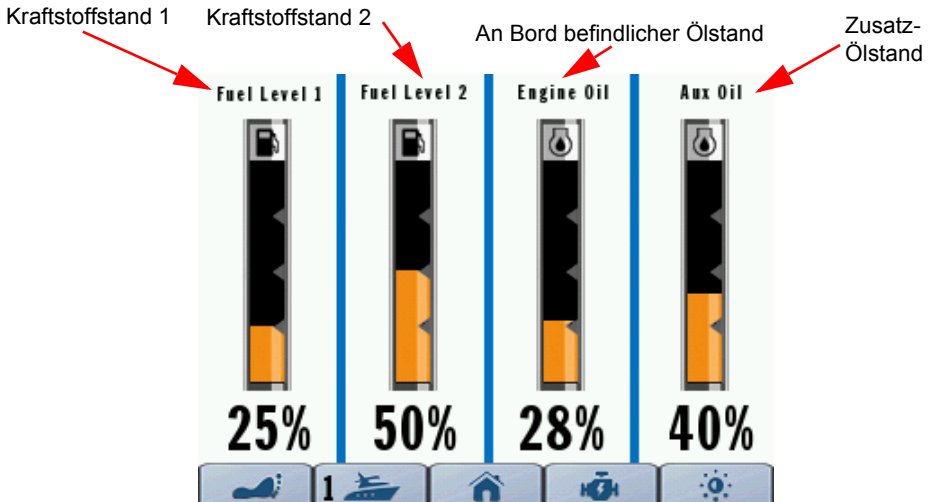 Kraftstoffstand 1
Kraftstoffstand 2
An Bord befindlicher Ölstand
Zusatz-
Ölstand
Fuel Level 1
Fuel Level 2
Engine Oil
Aux Oil
25%
50%
28%
40%
1